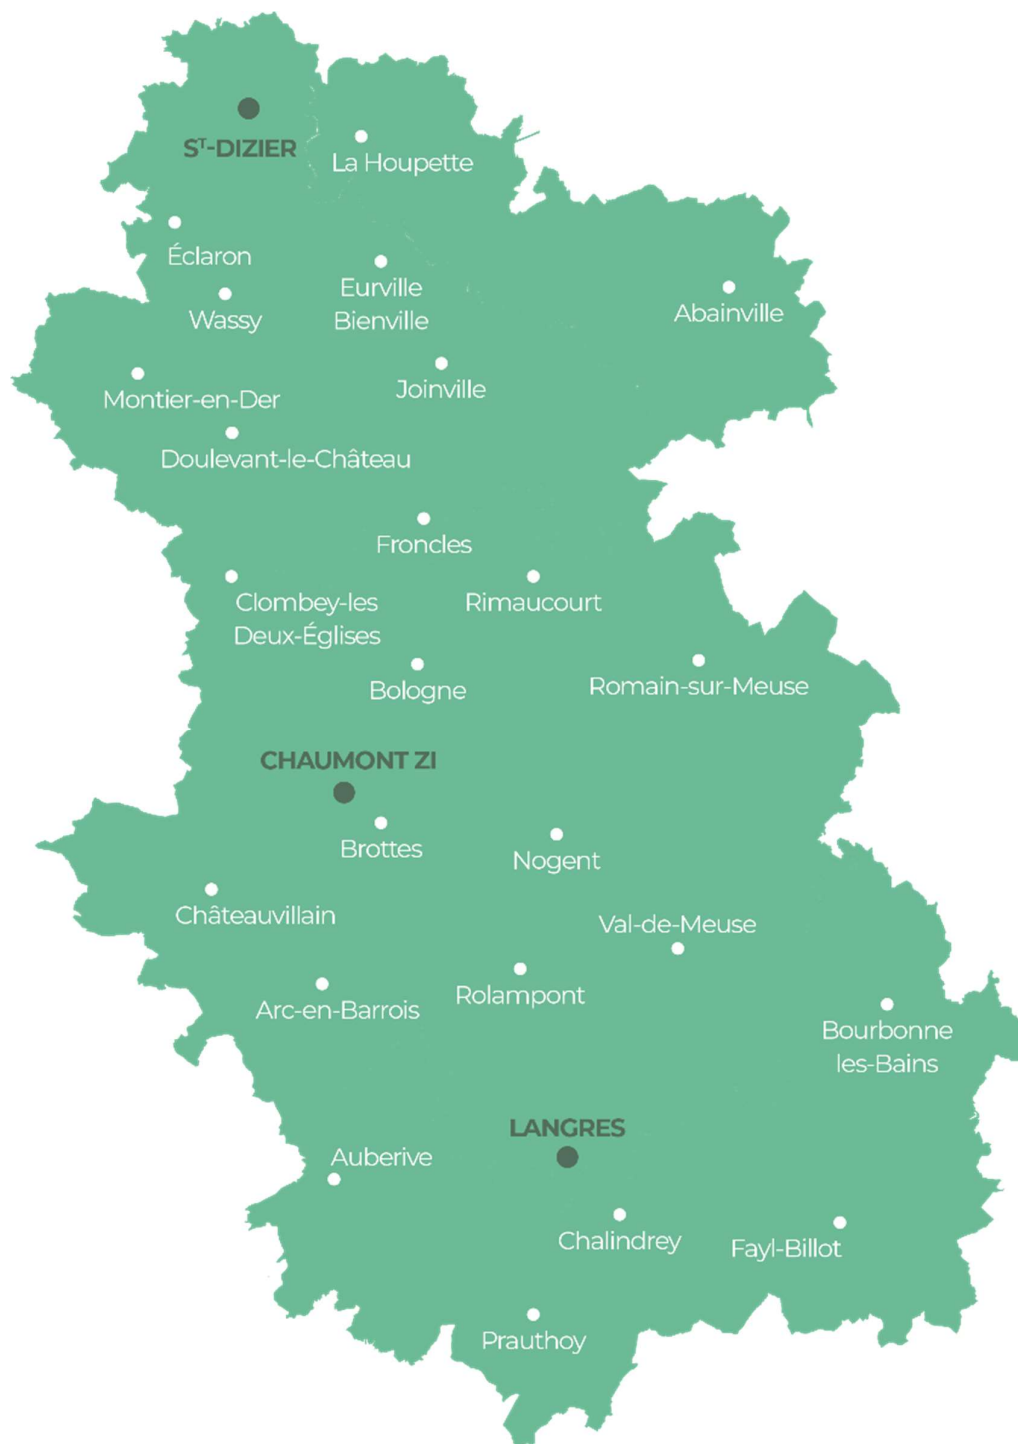 Sᵀ-DIZIER
La Houpette
Éclaron
Eurville
Bienville
Wassy
Abainville
Joinville
Montier-en-Der
Doulevant-le-Château
Froncles
Clombey-les
Deux-Églises
Rimaucourt
Bologne
Romain-sur-Meuse
CHAUMONT ZI
Brottes
Nogent
Châteauvillain
Val-de-Meuse
Arc-en-Barrois
Rolampont
Bourbonne
les-Bains
LANGRES
Auberive
Chalindrey
Fayl-Billot
Prauthoy